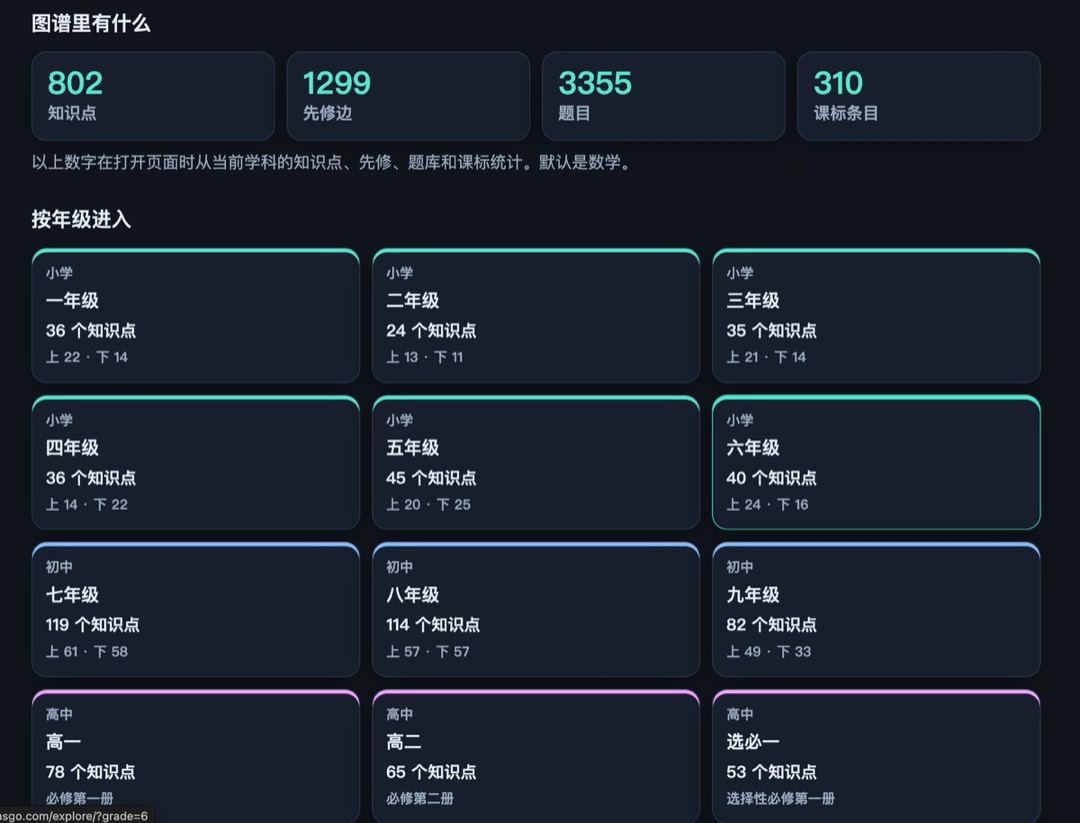 图谱里有什么
802
知识点
1299
先修边
3355
题目
310
课标条目
以上数字在打开页面时从当前学科的知识点、先修、题库和课标统计。默认是数学。
按年级进入
小学
一年级
36 个知识点
上 22 · 下 14
小学
二年级
24 个知识点
上 13 · 下 11
小学
三年级
35 个知识点
上 21 · 下 14
小学
四年级
36 个知识点
上 14 · 下 22
小学
五年级
45 个知识点
上 20 · 下 25
小学
六年级
40 个知识点
上 24 · 下 16
初中
七年级
119 个知识点
上 61 · 下 58
初中
八年级
114 个知识点
上 57 · 下 57
初中
九年级
82 个知识点
上 49 · 下 33
高中
高一
78 个知识点
必修第一册
高中
高二
65 个知识点
必修第二册
高中
选必一
53 个知识点
选择性必修第一册
nsgo.com/explore/?grade=6